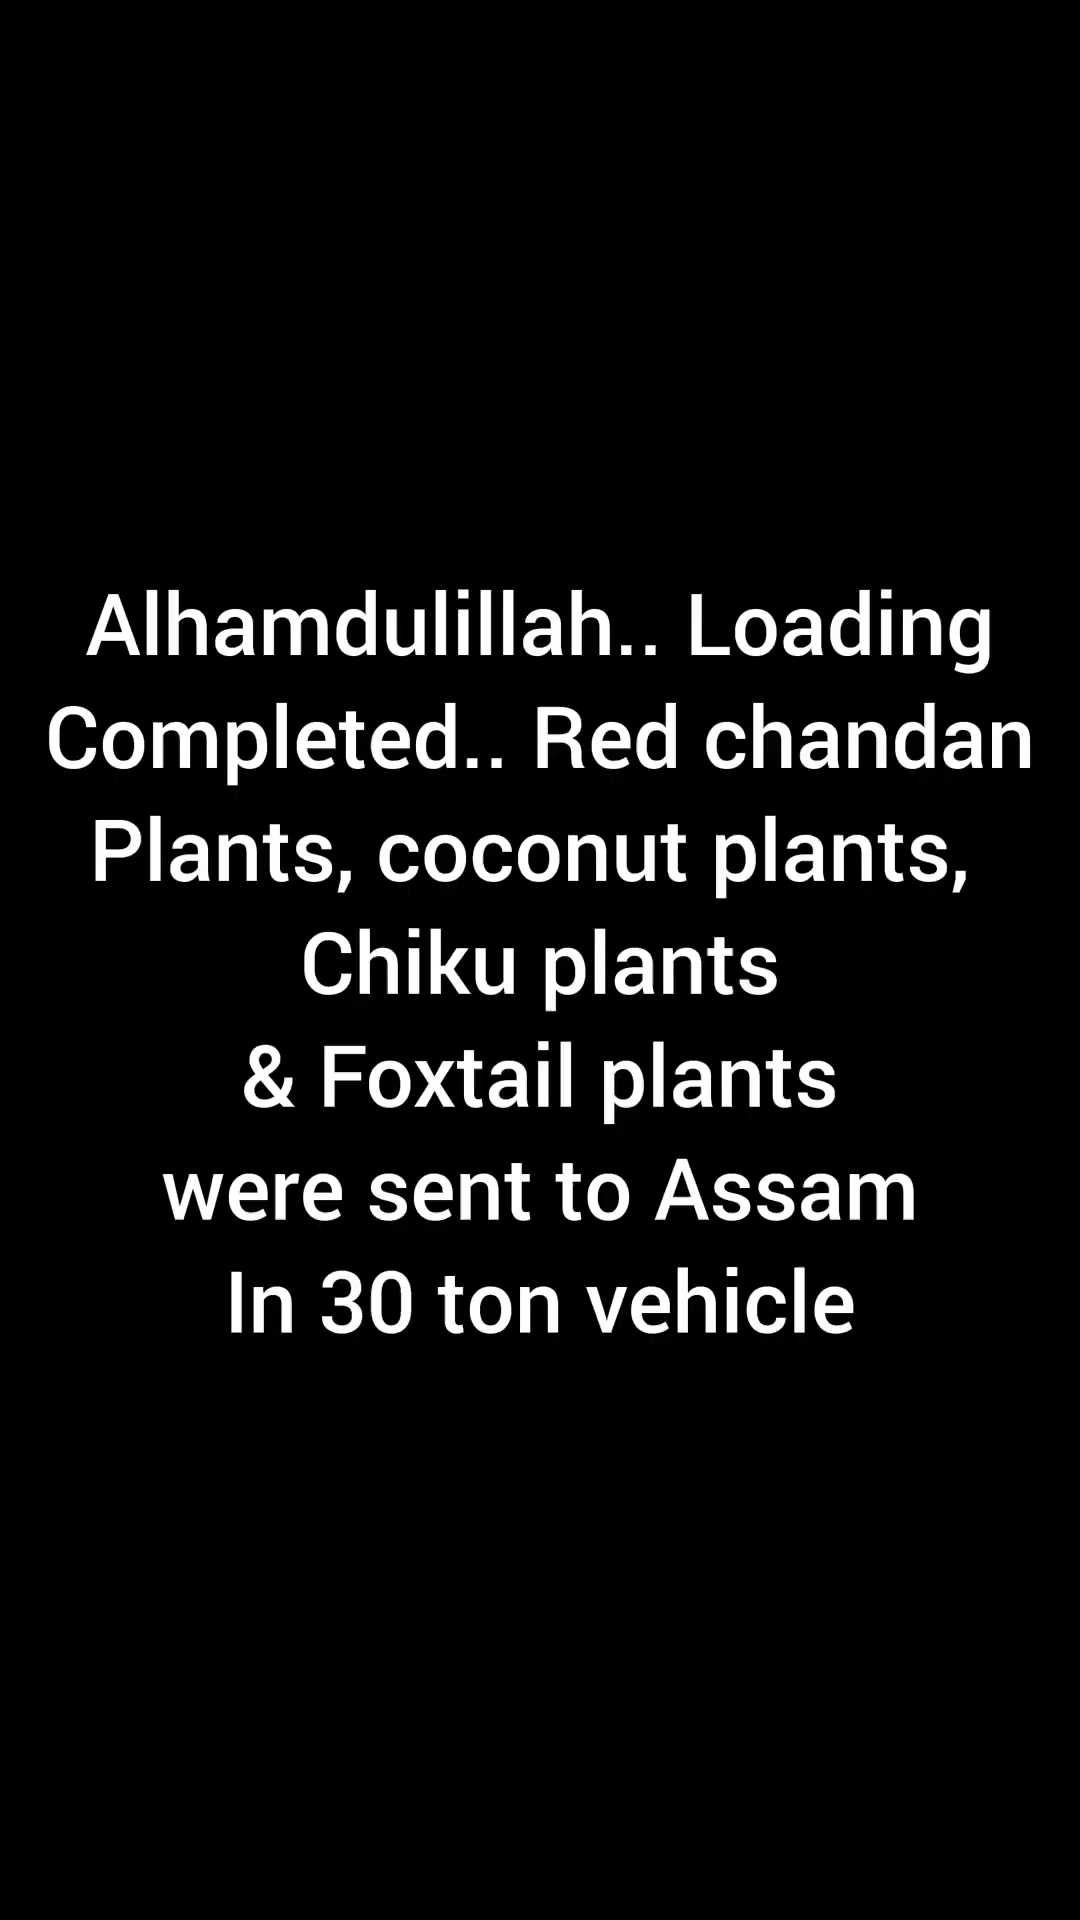 Alhamdulillah.. Loading
Completed.. Red chandan
Plants, coconut plants,
Chiku plants
& Foxtail plants
were sent to Assam
In 30 ton vehicle